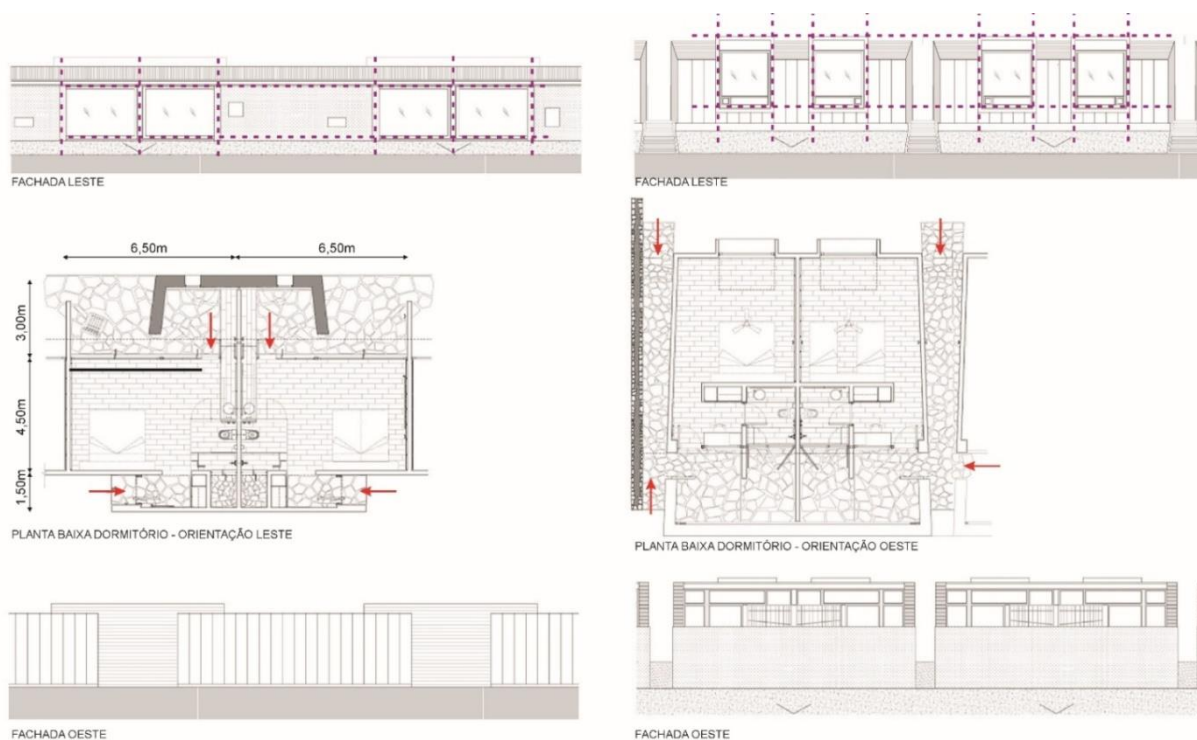 FACHADA LESTE
FACHADA LESTE
6,50m
6,50m
3,00m
4,50m
1,50m
PLANTA BAIXA DORMITÓRIO - ORIENTAÇÃO LESTE
PLANTA BAIXA DORMITÓRIO - ORIENTAÇÃO OESTE
FACHADA OESTE
FACHADA OESTE